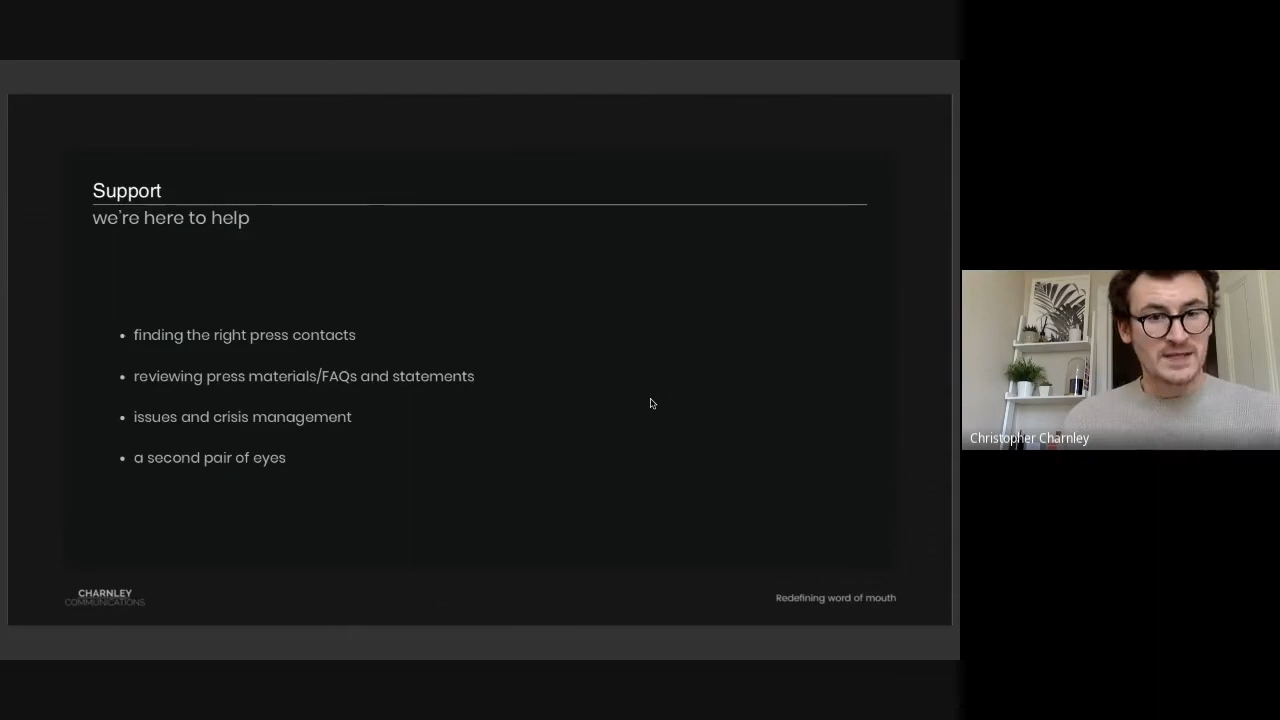 Support
we're here to help
• finding the right press contacts
• reviewing press materials/FAQs and statements
• issues and crisis management
• a second pair of eyes
CHARNLEY
COMMUNICATIONS
Redefining word of mouth
Christopher Charnley